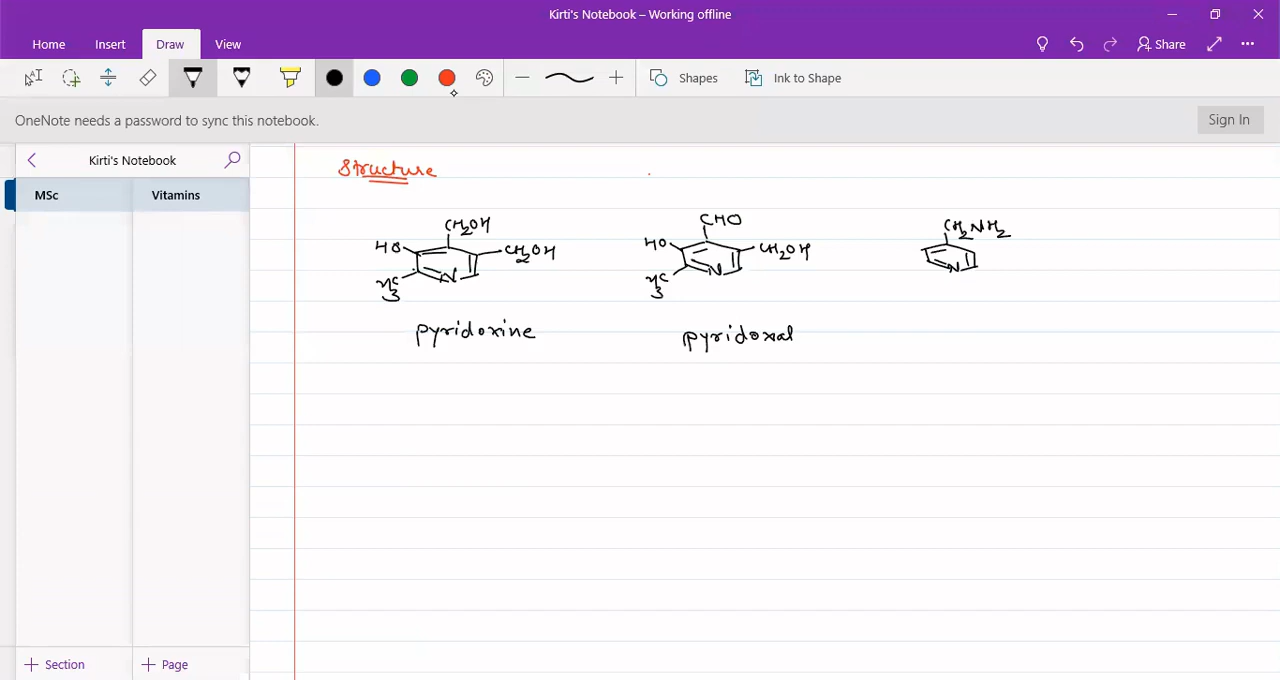 Kirti's Notebook – Working offline
Home Insert Draw View
Share
Shapes Ink to Shape
OneNote needs a password to sync this notebook.
Sign In
Kirti's Notebook
MSc Vitamins
Structure
CH2OH
HO
CH2OH
H3C
N
pyridoxine
CHO
HO
CH2OH
H3C
N
pyridoxal
CH2NH2
N
Section Page